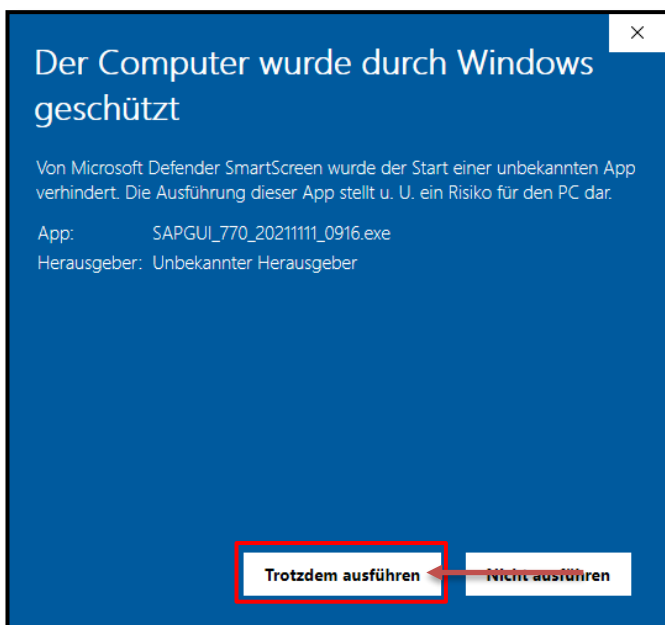 Der Computer wurde durch Windows
geschützt
Von Microsoft Defender SmartScreen wurde der Start einer unbekannten App
verhindert. Die Ausführung dieser App stellt u. U. ein Risiko für den PC dar.
App: SAPGUI_770_20211111_0916.exe
Herausgeber: Unbekannter Herausgeber
Trotzdem ausführen Nicht ausführen